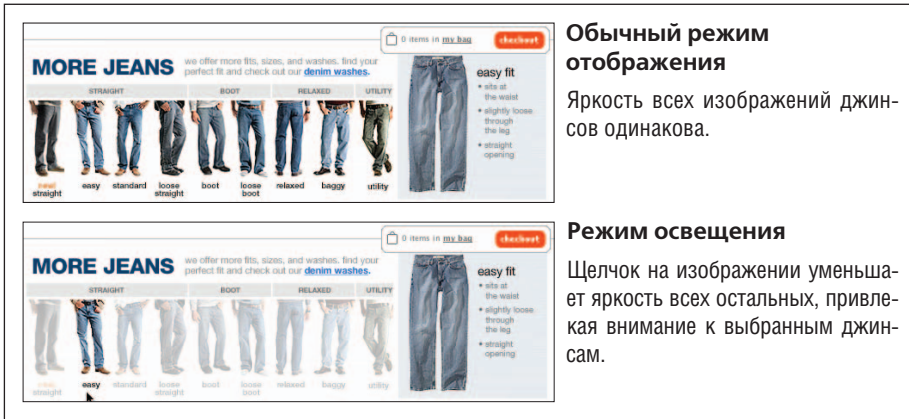 0 items in my bag checkout
MORE JEANS
we offer more fits, sizes, and washes, find your
perfect fit and check out our denim washes.
STRAIGHT BOOT RELAXED UTILITY
new! easy standard loose boot loose relaxed baggy utility
straight straight boot
easy fit
• sits at
the waist
• slightly loose
through
the leg
• straight
opening
Обычный режим
отображения
Яркость всех изображений джин-
сов одинакова.
0 items in my bag checkout
MORE JEANS
we offer more fits, sizes, and washes, find your
perfect fit and check out our denim washes.
STRAIGHT BOOT RELAXED UTILITY
new! easy standard loose boot loose relaxed baggy utility
straight straight boot
easy fit
• sits at
the waist
• slightly loose
through
the leg
• straight
opening
Режим освещения
Щелчок на изображении уменьша-
ет яркость всех остальных, привле-
кая внимание к выбранным джин-
сам.